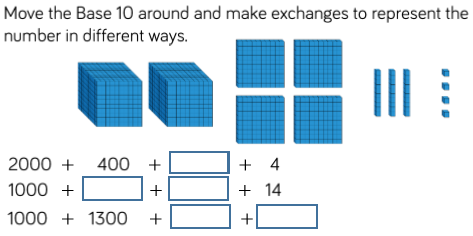 Move the Base 10 around and make exchanges to represent the
number in different ways.
2000 + 400 + + 4
1000 + + + 14
1000 + 1300 + +